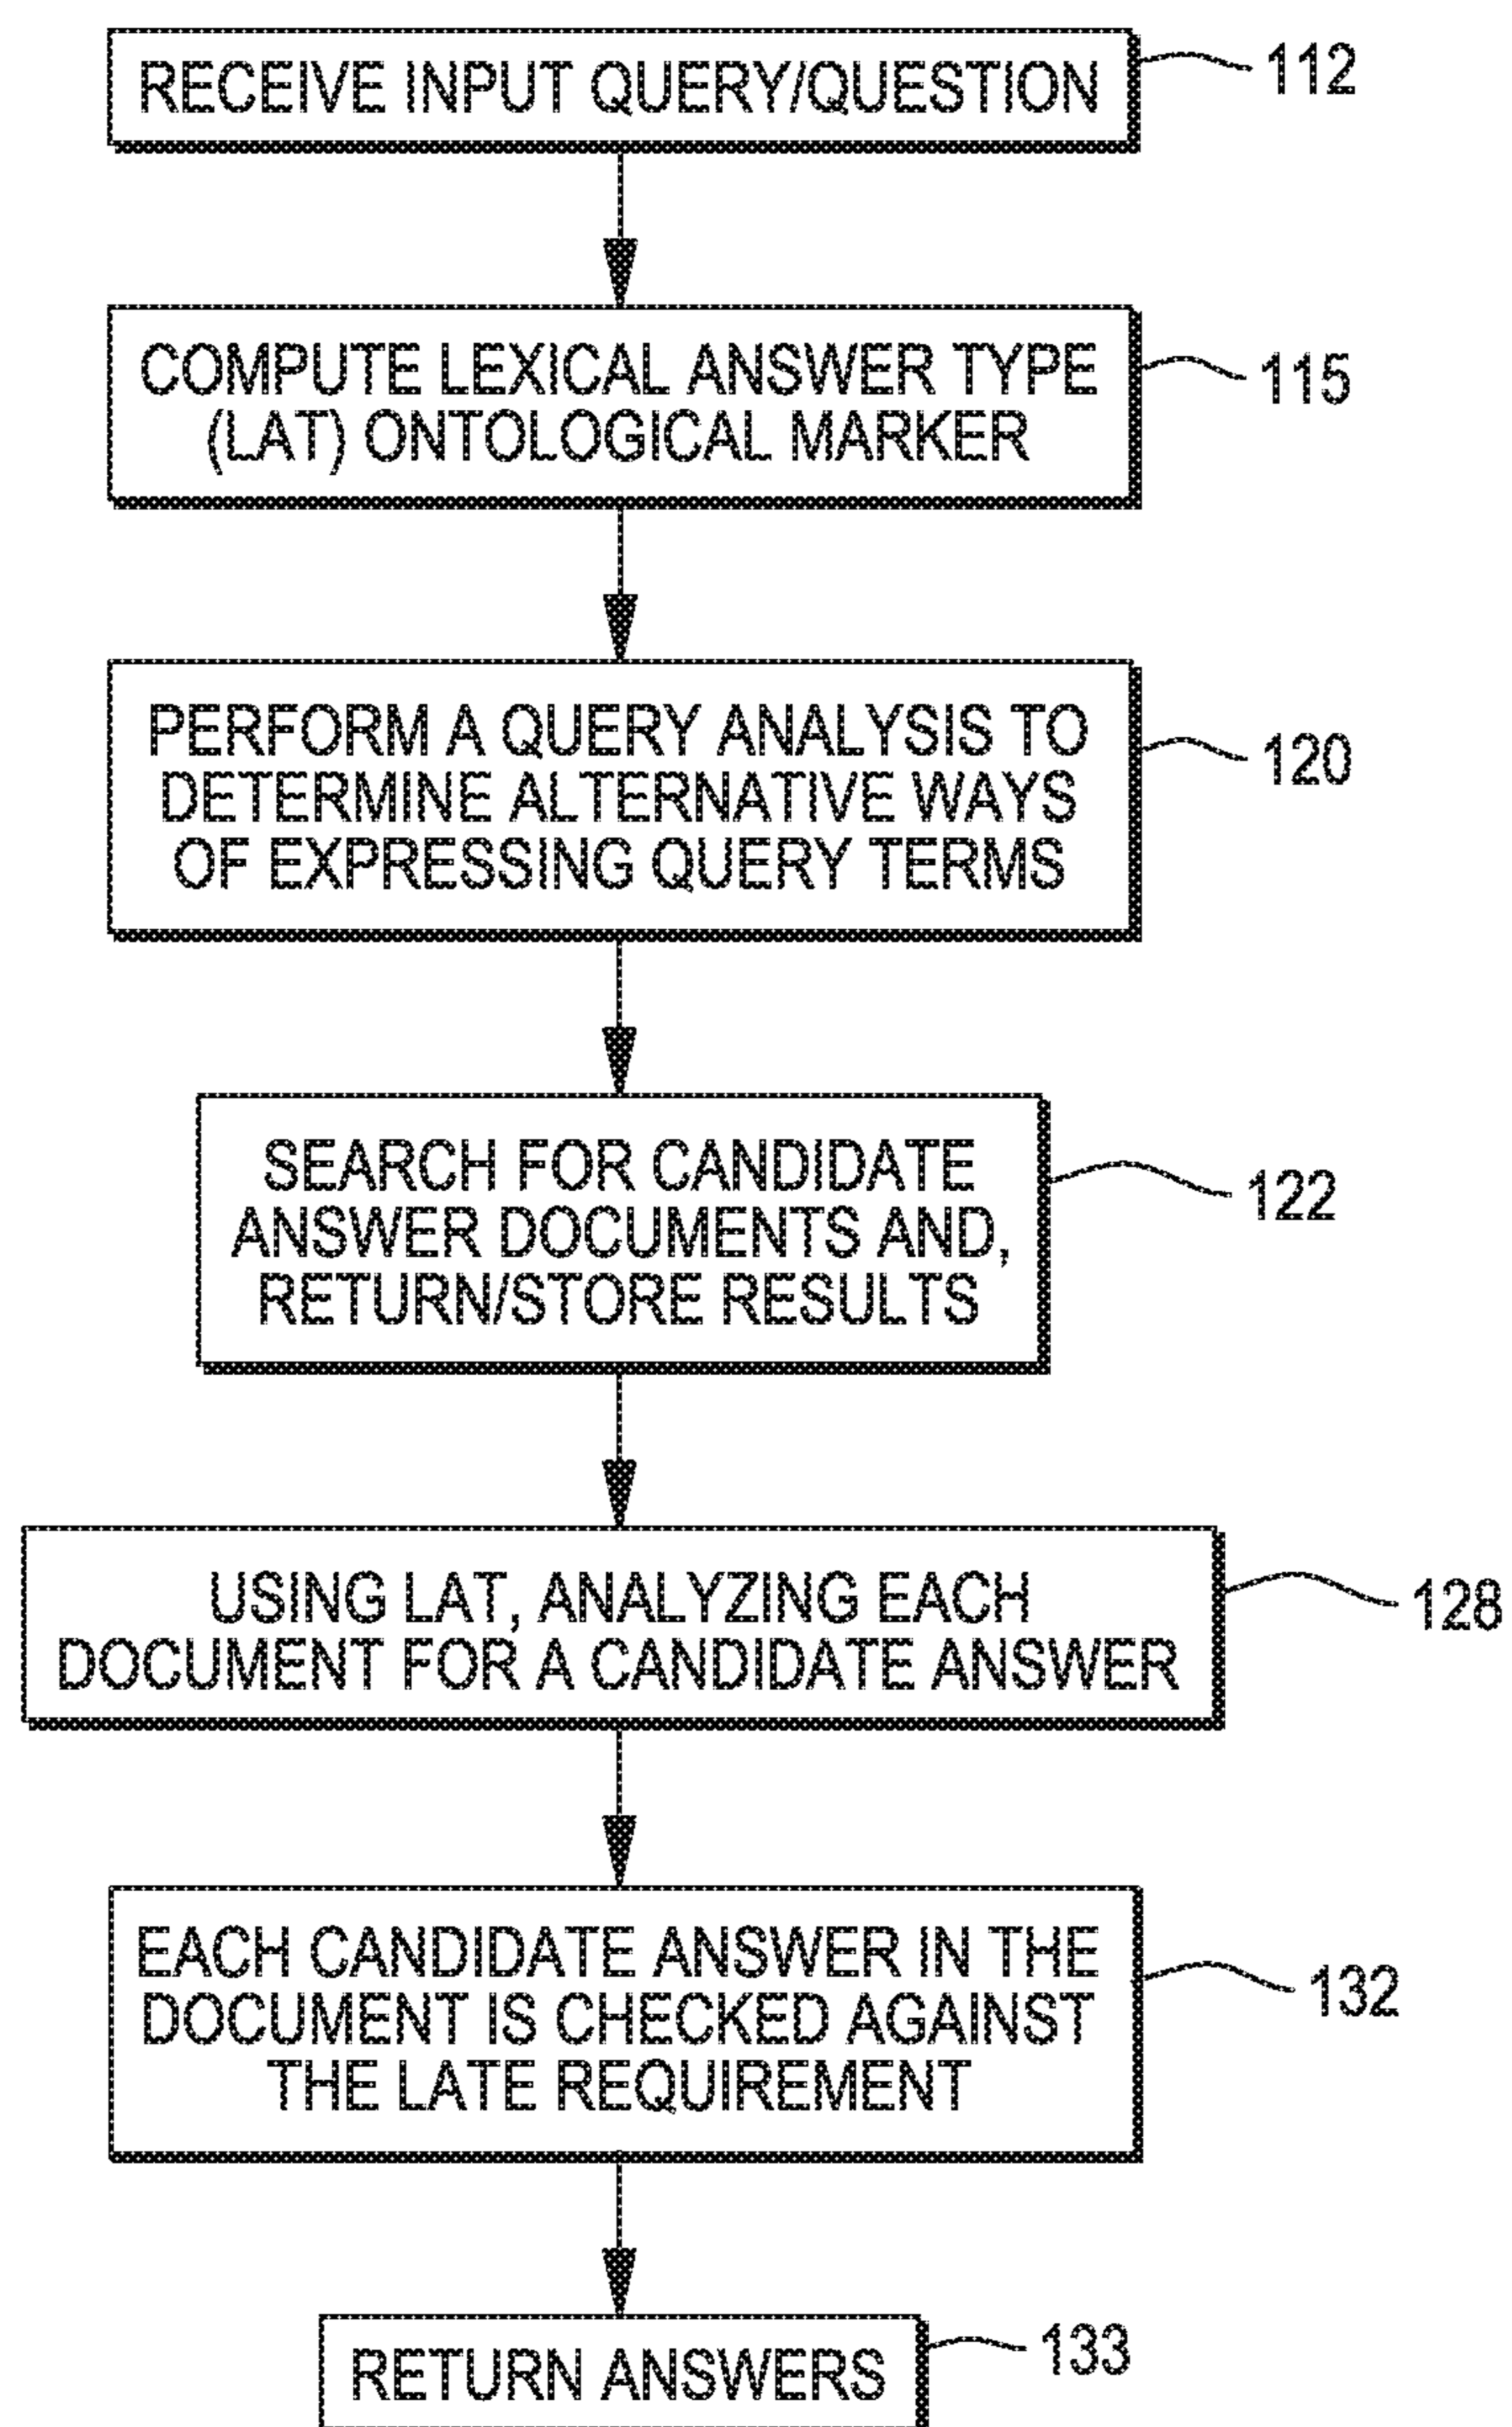 RECEIVE INPUT QUERY/QUESTION
112
COMPUTE LEXICAL ANSWER TYPE
(LAT) ONTOLOGICAL MARKER
115
PERFORM A QUERY ANALYSIS TO
DETERMINE ALTERNATIVE WAYS
OF EXPRESSING QUERY TERMS
120
SEARCH FOR CANDIDATE
ANSWER DOCUMENTS AND,
RETURN/STORE RESULTS
122
USING LAT, ANALYZING EACH
DOCUMENT FOR A CANDIDATE ANSWER
128
EACH CANDIDATE ANSWER IN THE
DOCUMENT IS CHECKED AGAINST
THE LATE REQUIREMENT
132
RETURN ANSWERS
133